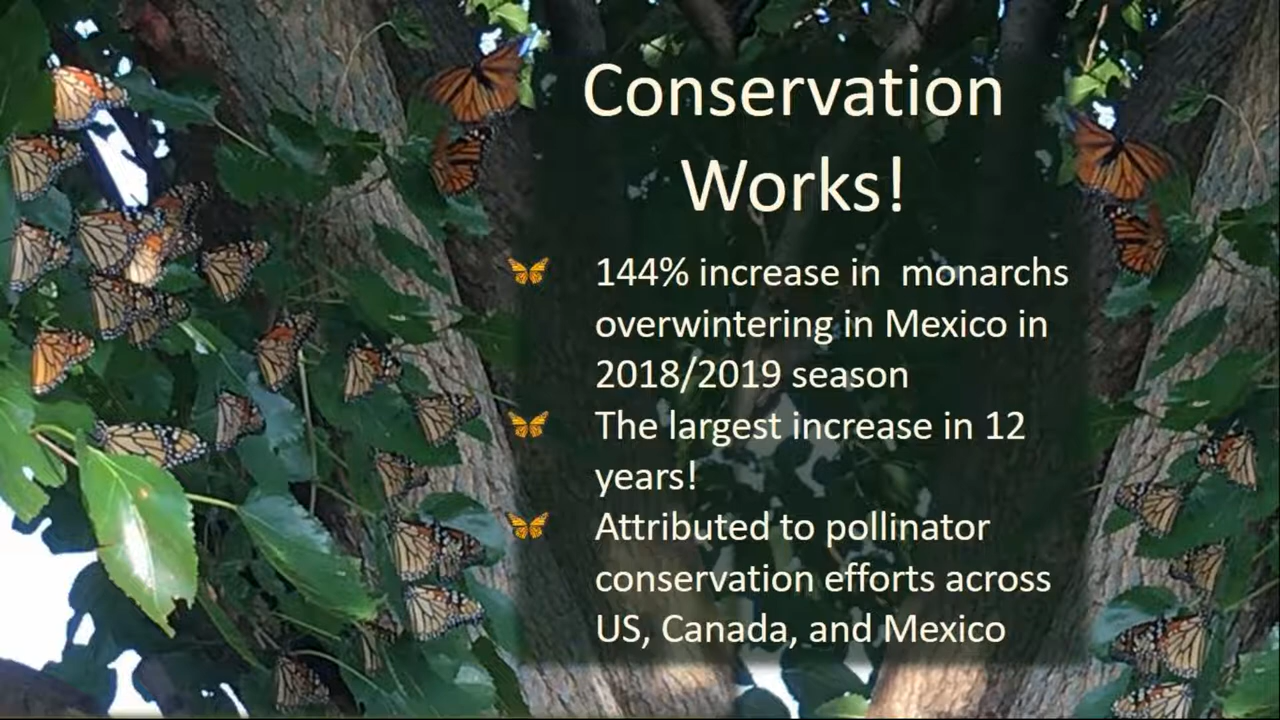 Conservation
Works!
144% increase in  monarchs
overwintering in Mexico in
2018/2019 season
The largest increase in 12
years!
Attributed to pollinator
conservation efforts across
US, Canada, and Mexico